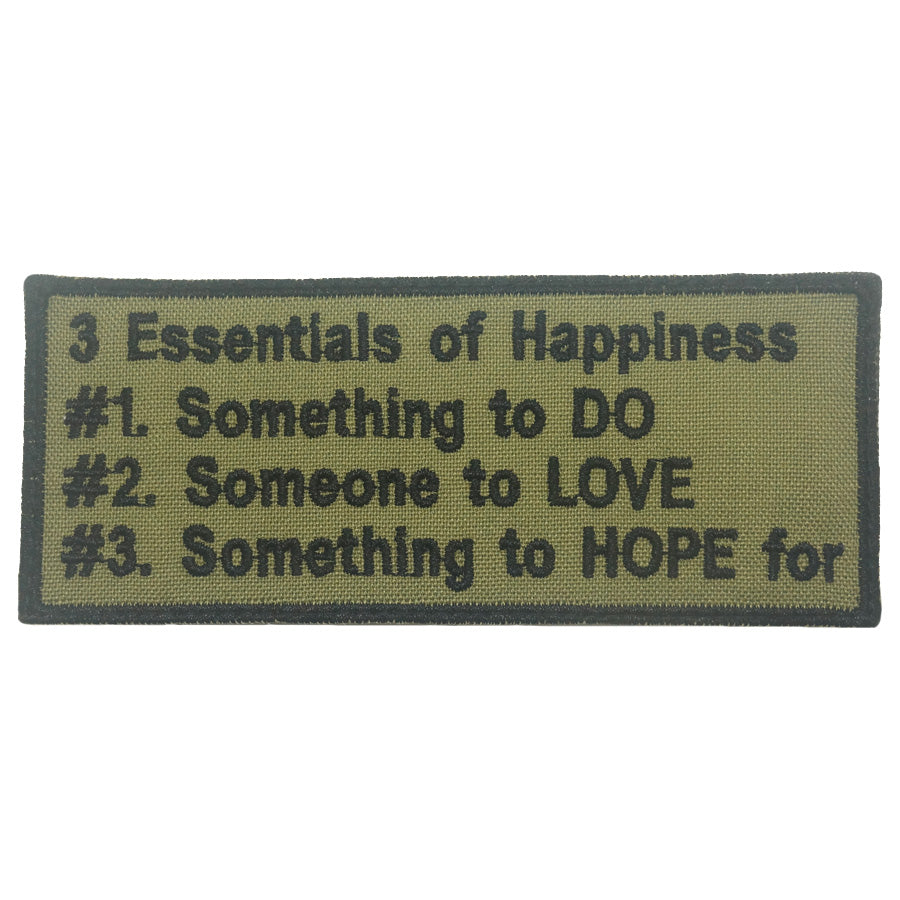 3 Essentials of Happiness
#1. Something to DO
#2. Someone to LOVE
#3. Something to HOPE for